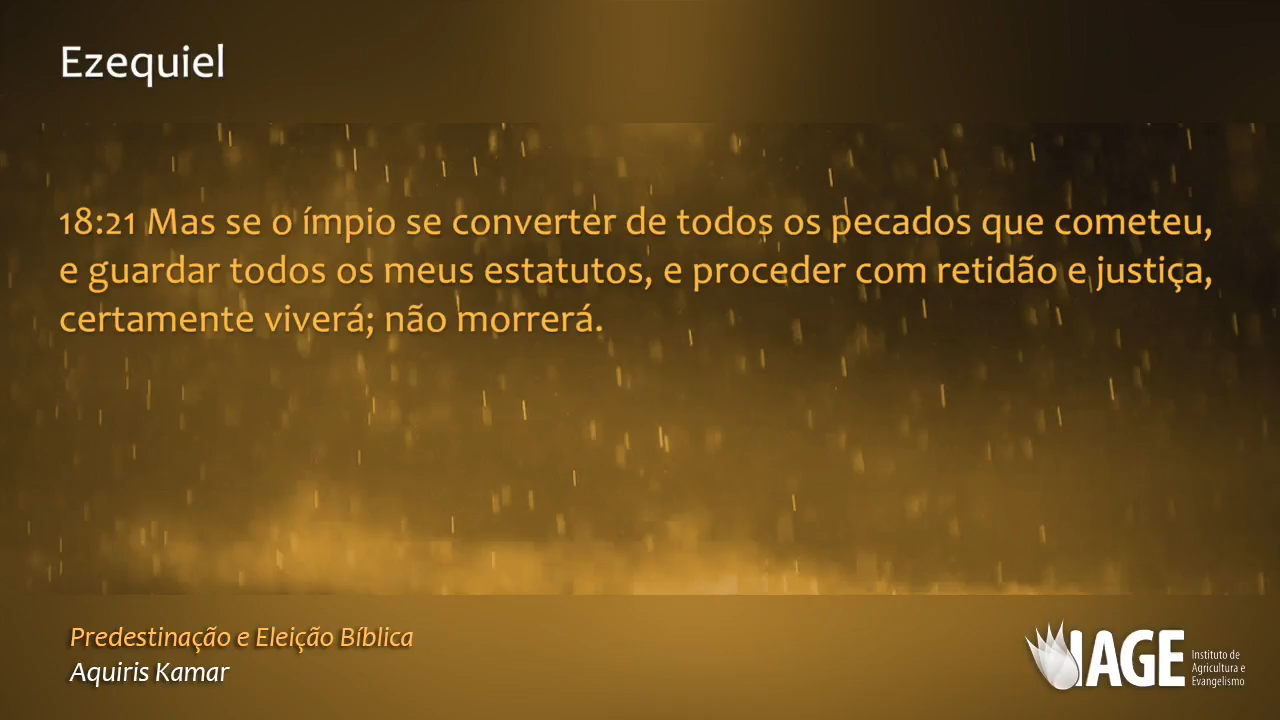 Ezequiel
18:21 Mas se o ímpio se converter de todos os pecados que cometeu,
e guardar todos os meus estatutos, e proceder com retidão e justiça,
certamente viverá; não morrerá.
Predestinação e Eleição Bíblica
Aquiris Kamar
IAGE
Instituto de
Agricultura e
Evangelismo